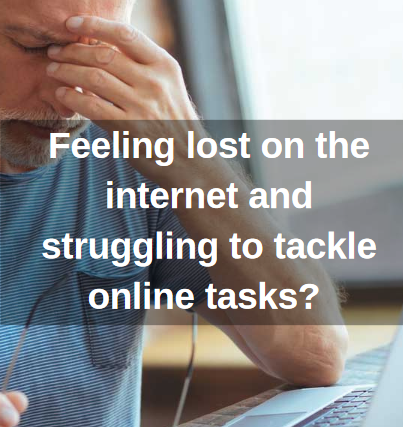 Feeling lost on the
internet and
struggling to tackle
online tasks?